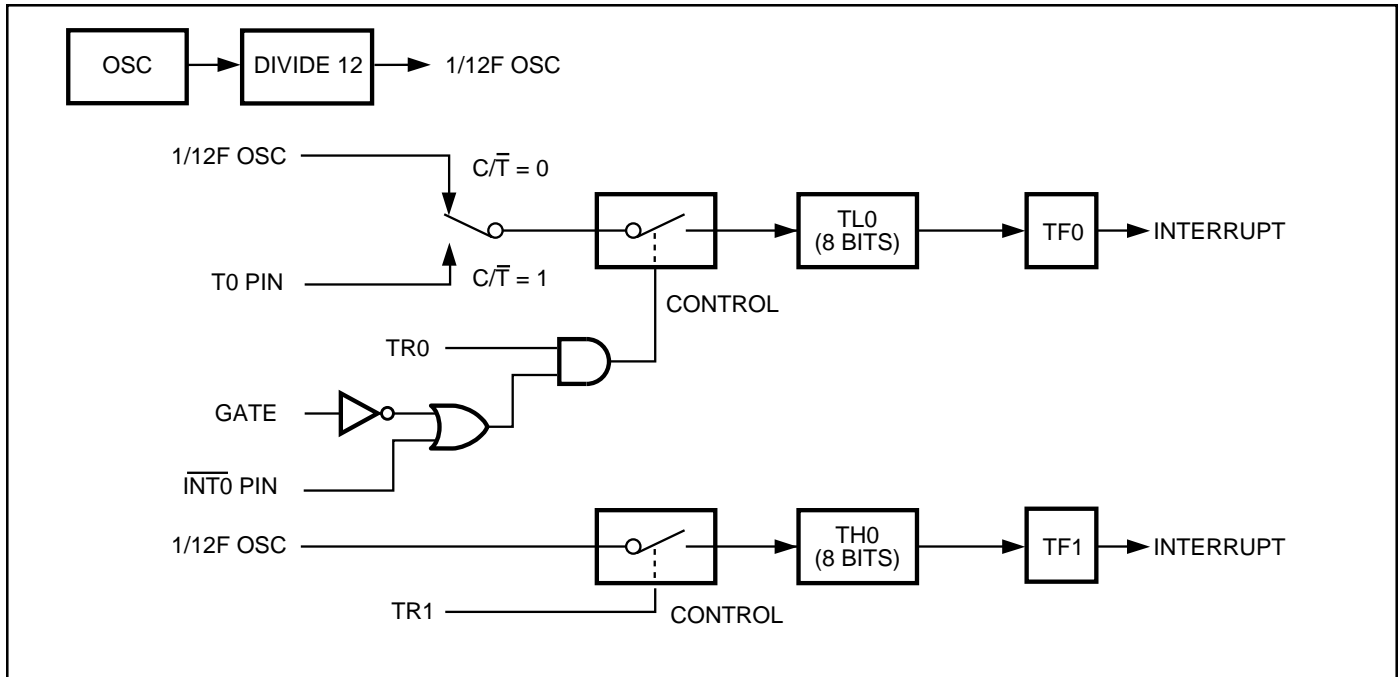 OSC
DIVIDE 12
1/12F OSC
1/12F OSC
C/T̅ = 0
TL0
(8 BITS)
TF0
INTERRUPT
T0 PIN
C/T̅ = 1
CONTROL
TR0
GATE
I̅N̅T̅0̅ PIN
1/12F OSC
TH0
(8 BITS)
TF1
INTERRUPT
TR1
CONTROL